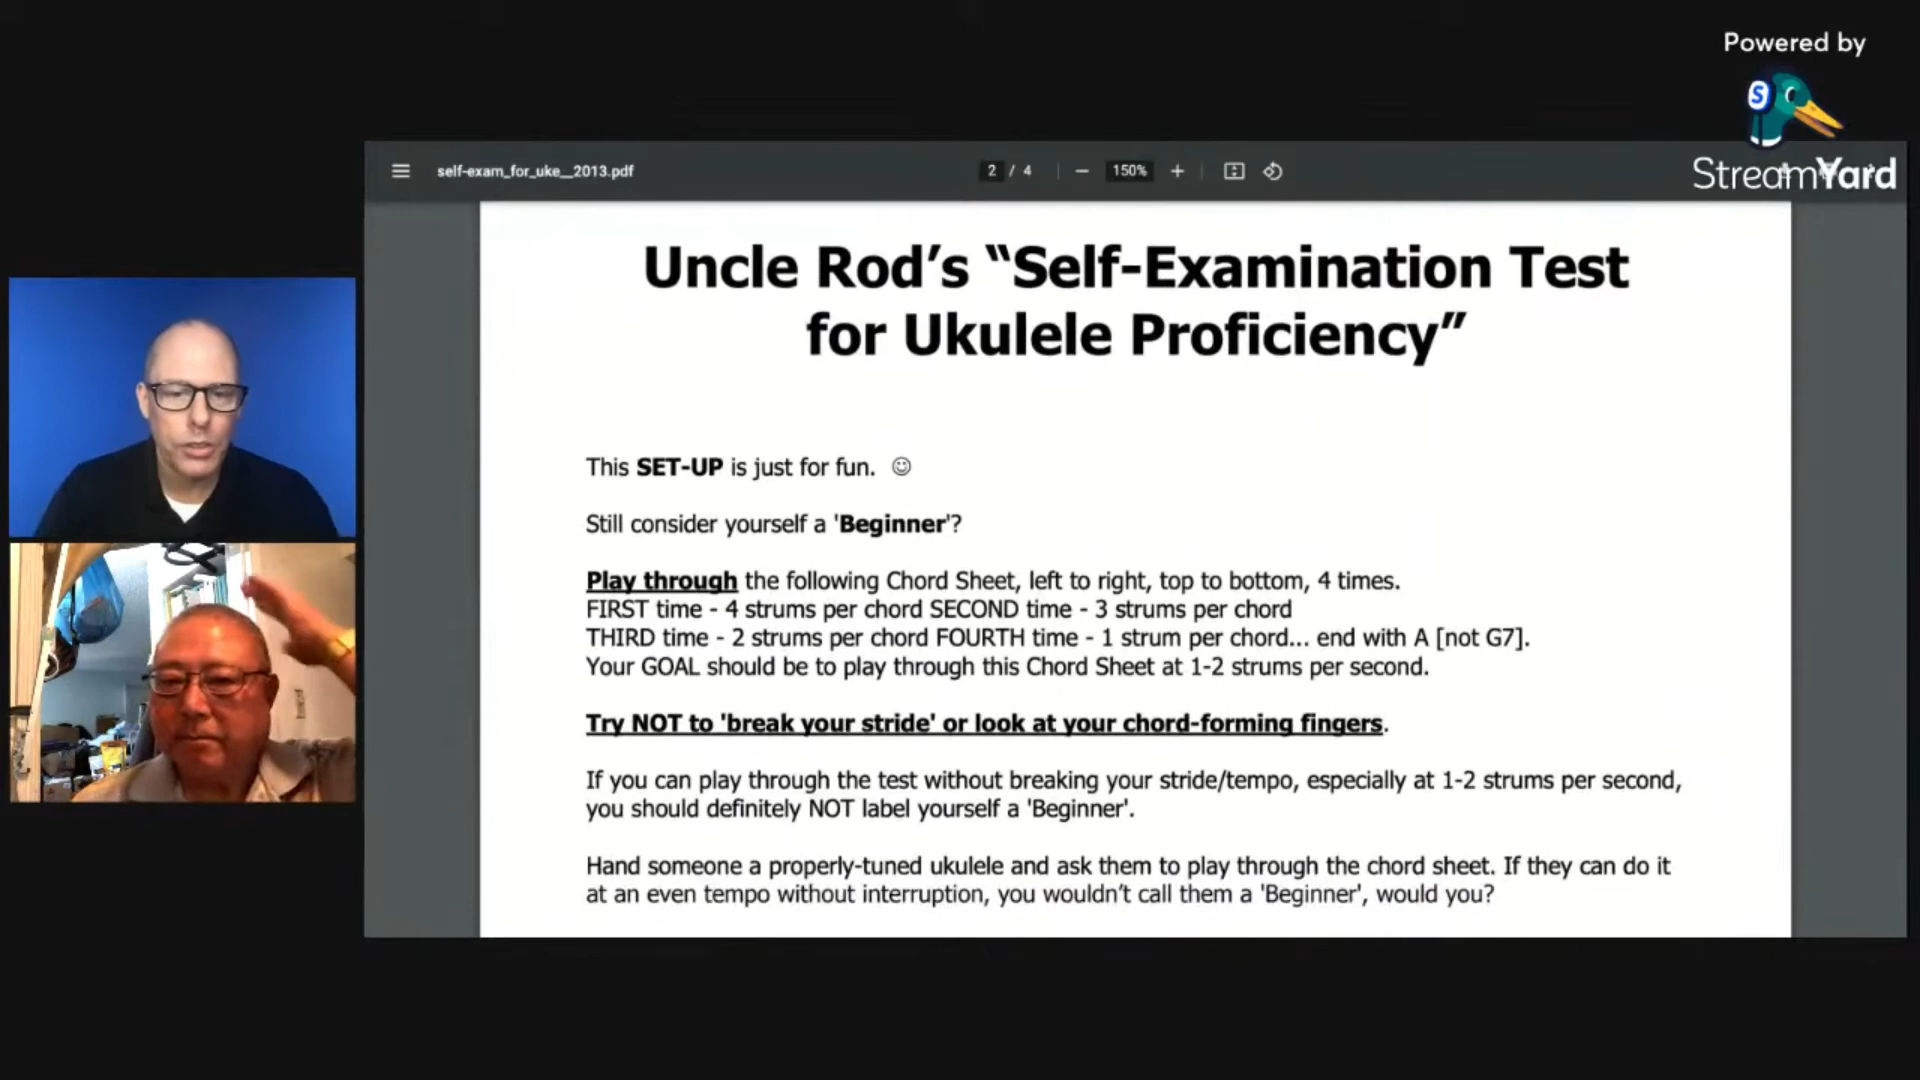 Powered by
StreamYard
self-exam_for_uke__2013.pdf
2 / 4
150%
Uncle Rod’s “Self-Examination Test
for Ukulele Proficiency”
This SET-UP is just for fun. ☺
Still consider yourself a 'Beginner'?
Play through the following Chord Sheet, left to right, top to bottom, 4 times.
FIRST time - 4 strums per chord SECOND time - 3 strums per chord
THIRD time - 2 strums per chord FOURTH time - 1 strum per chord... end with A [not G7].
Your GOAL should be to play through this Chord Sheet at 1-2 strums per second.
Try NOT to 'break your stride' or look at your chord-forming fingers.
If you can play through the test without breaking your stride/tempo, especially at 1-2 strums per second,
you should definitely NOT label yourself a 'Beginner'.
Hand someone a properly-tuned ukulele and ask them to play through the chord sheet. If they can do it
at an even tempo without interruption, you wouldn’t call them a 'Beginner', would you?